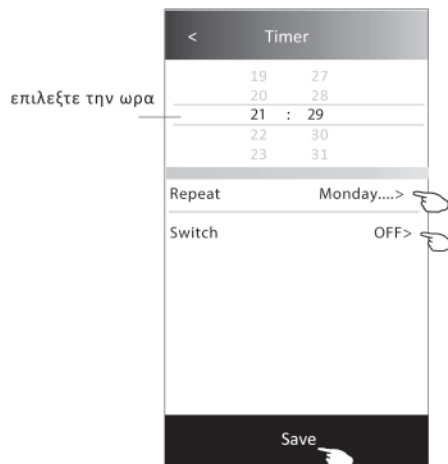 < Timer
19 27
20 28
επιλεξτε την ωρα
21 : 29
22 30
23 31
Repeat Monday....>
Switch OFF>
Save